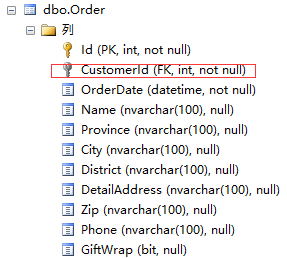 dbo.Order
列
Id (PK, int, not null)
CustomerId (FK, int, not null)
OrderDate (datetime, not null)
Name (nvarchar(100), null)
Province (nvarchar(100), null)
City (nvarchar(100), null)
District (nvarchar(100), null)
DetailAddress (nvarchar(100), null)
Zip (nvarchar(100), null)
Phone (nvarchar(100), null)
GiftWrap (bit, null)